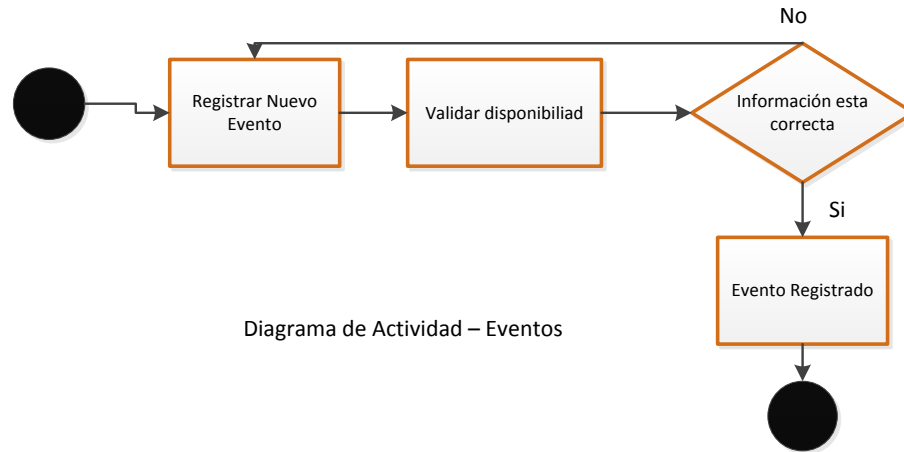 No
Registrar Nuevo
Evento
Validar disponibiliad
Información esta
correcta
Si
Evento Registrado
Diagrama de Actividad – Eventos